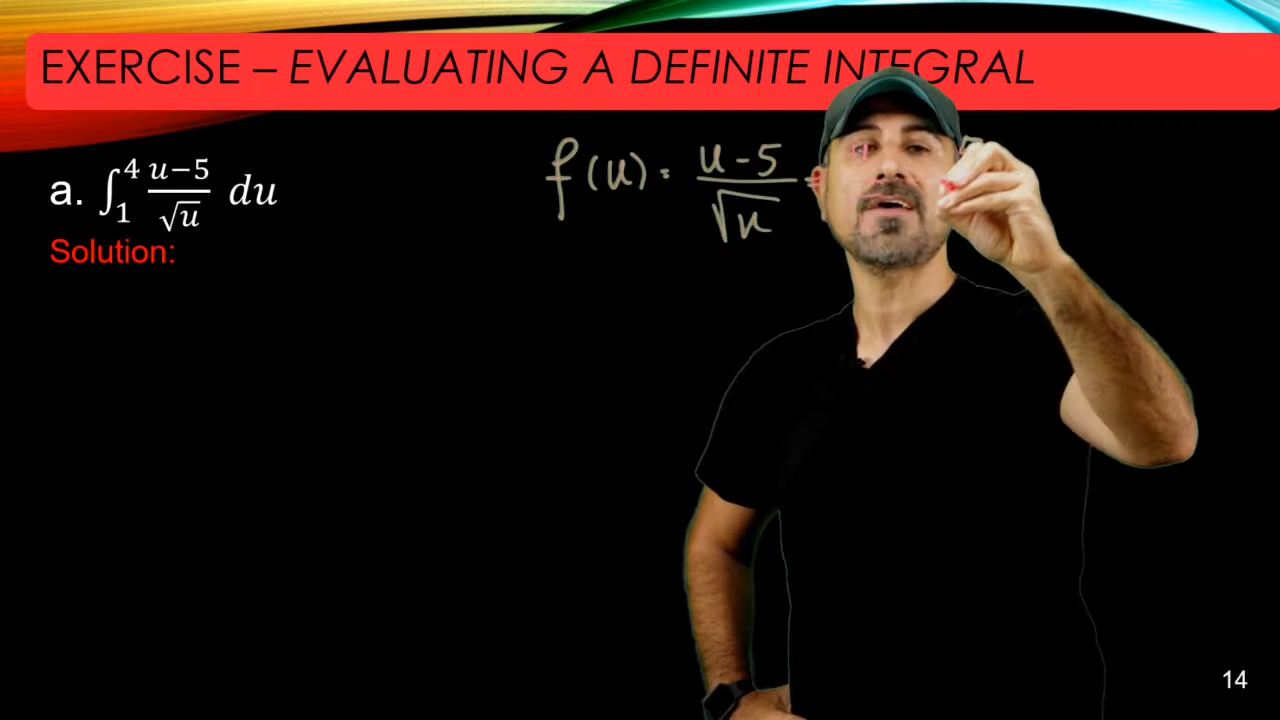 EXERCISE – EVALUATING A DEFINITE INTEGRAL
a. ∫₁⁴ (u−5)/√u du
f(u) = (u-5)/√u
Solution:
14